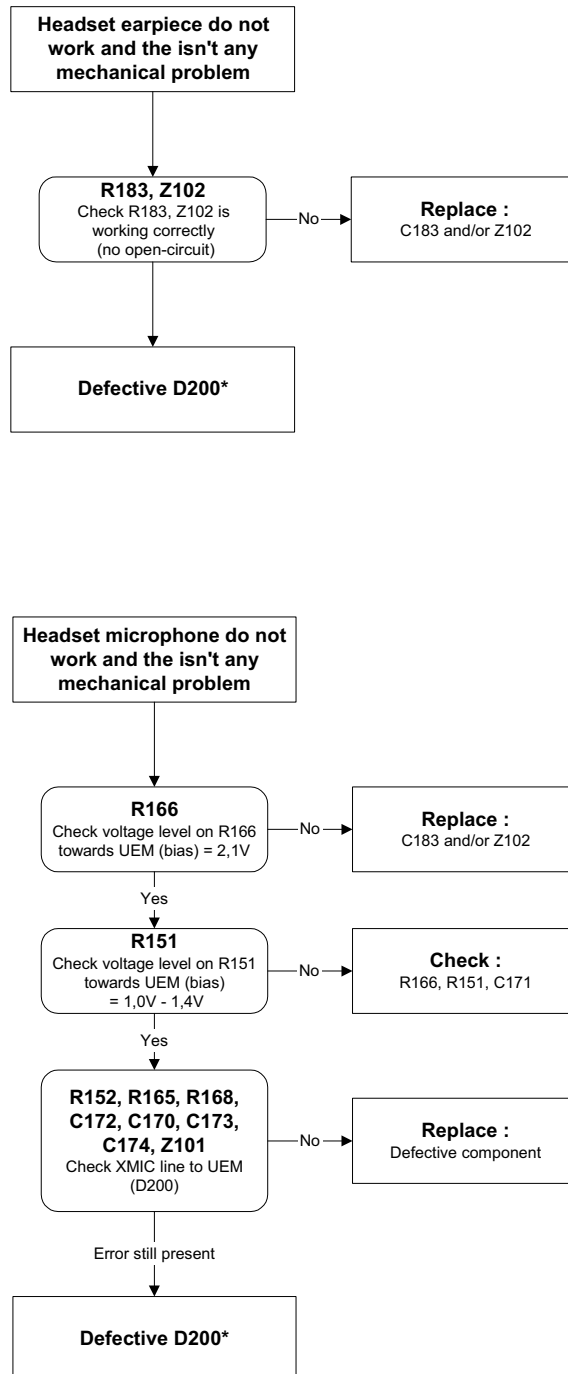 Headset earpiece do not
work and the isn't any
mechanical problem
R183, Z102
Check R183, Z102 is
working correctly
(no open-circuit)
No
Replace :
C183 and/or Z102
Defective D200*
Headset microphone do not
work and the isn't any
mechanical problem
R166
Check voltage level on R166
towards UEM (bias) = 2,1V
No
Replace :
C183 and/or Z102
Yes
R151
Check voltage level on R151
towards UEM (bias)
= 1,0V - 1,4V
No
Check :
R166, R151, C171
Yes
R152, R165, R168,
C172, C170, C173,
C174, Z101
Check XMIC line to UEM
(D200)
No
Replace :
Defective component
Error still present
Defective D200*